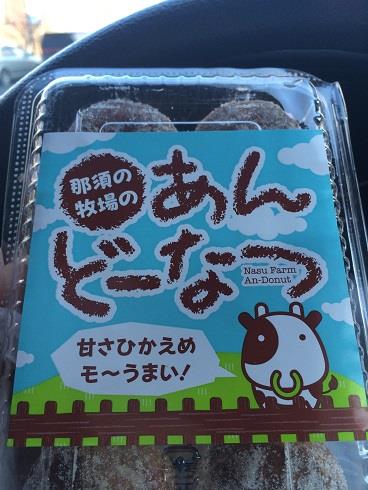 那須の
牧場の
あん
どーなつ
Nasu Farm
An-Donut
甘さひかえめ
モ〜うまい!